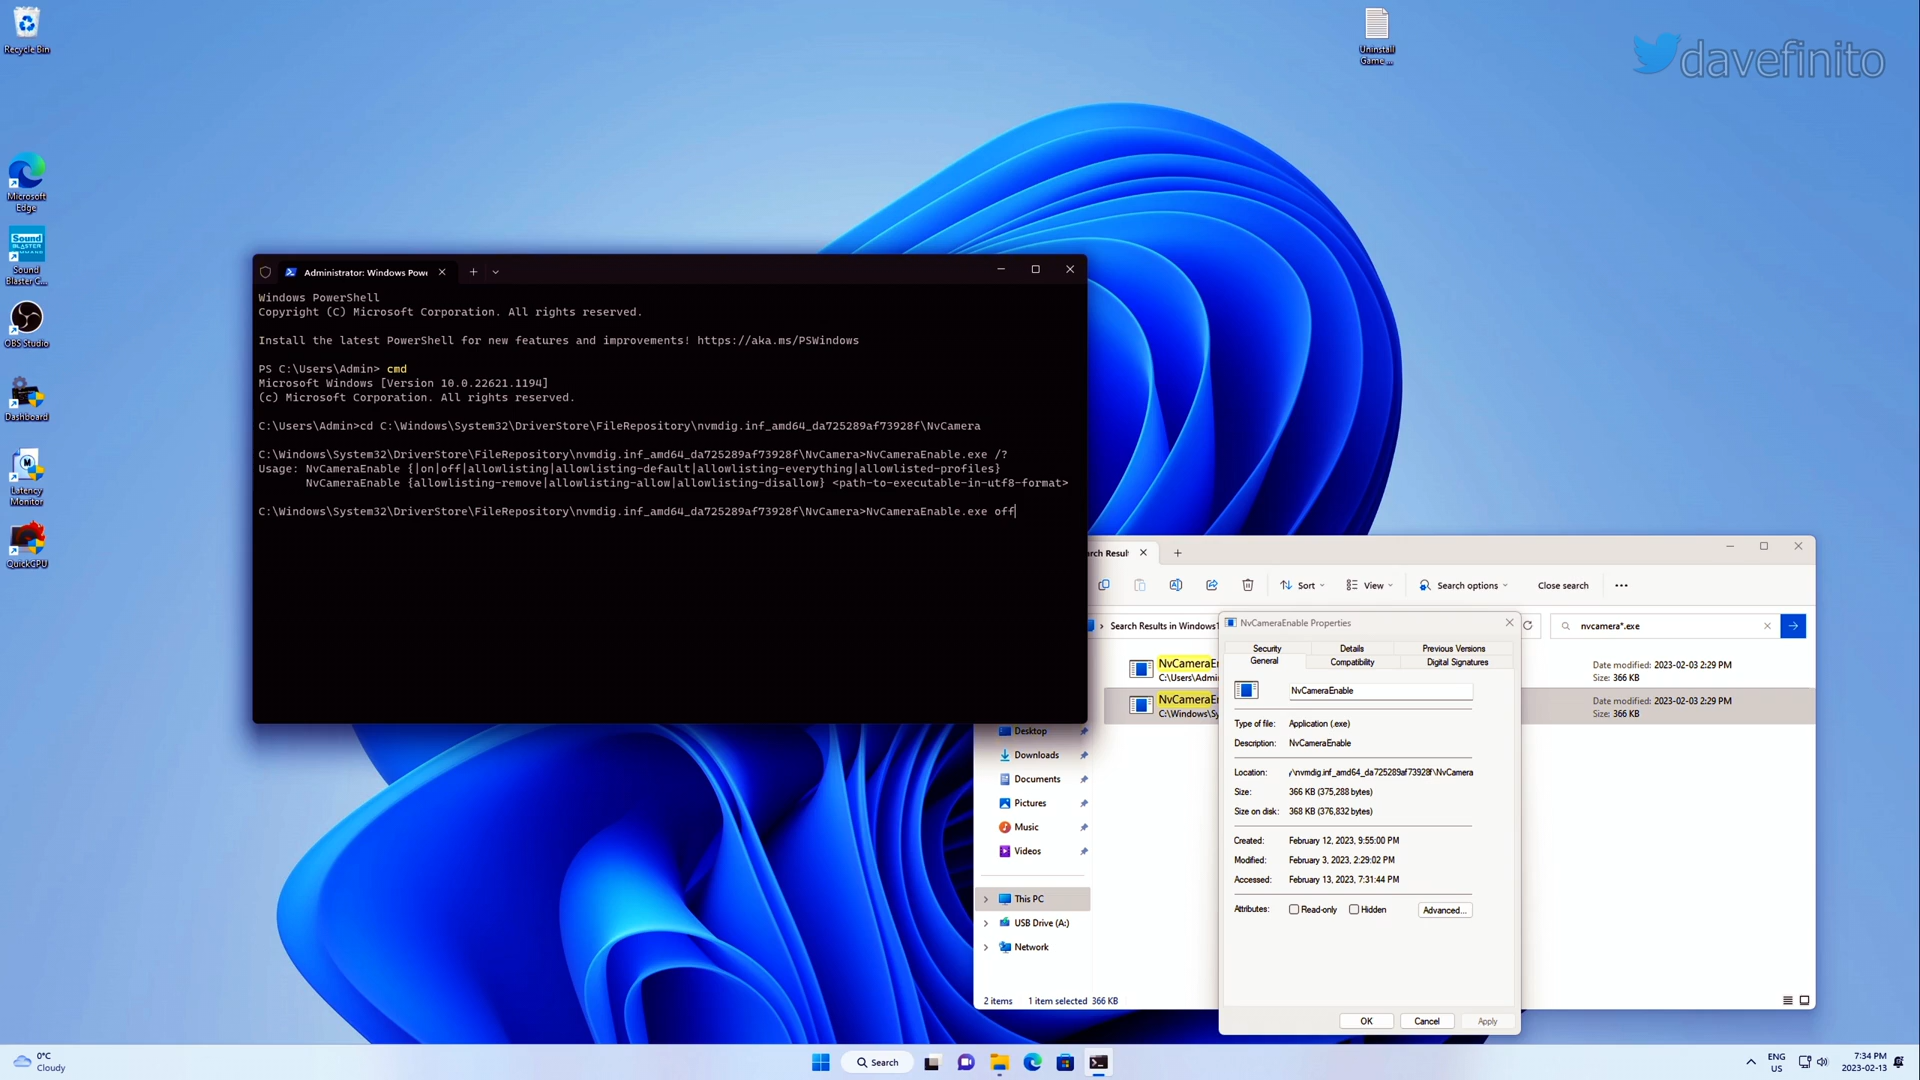 Recycle Bin
Uninstall
Game ...
davefinito
Microsoft
Edge
Sound
BLASTER
Sound
Blaster C...
OBS Studio
Dashboard
Latency
Monitor
QuickCPU
Administrator: Windows Powe
Windows PowerShell
Copyright (C) Microsoft Corporation. All rights reserved.
Install the latest PowerShell for new features and improvements! https://aka.ms/PSWindows
PS C:\Users\Admin> cmd
Microsoft Windows [Version 10.0.22621.1194]
(c) Microsoft Corporation. All rights reserved.
C:\Users\Admin>cd C:\Windows\System32\DriverStore\FileRepository\nvmdig.inf_amd64_da725289af73928f\NvCamera
C:\Windows\System32\DriverStore\FileRepository\nvmdig.inf_amd64_da725289af73928f\NvCamera>NvCameraEnable.exe /?
Usage: NvCameraEnable {|on|off|allowlisting|allowlisting-default|allowlisting-everything|allowlisted-profiles}
NvCameraEnable {allowlisting-remove|allowlisting-allow|allowlisting-disallow} <path-to-executable-in-utf8-format>
C:\Windows\System32\DriverStore\FileRepository\nvmdig.inf_amd64_da725289af73928f\NvCamera>NvCameraEnable.exe off
arch Result
Sort
View
Search options
Close search
Search Results in Windows1
nvcamera*.exe
NvCameraEn
C:\Users\Admi
Date modified: 2023-02-03 2:29 PM
Size: 366 KB
NvCameraEn
C:\Windows\Sy
Date modified: 2023-02-03 2:29 PM
Size: 366 KB
Desktop
Downloads
Documents
Pictures
Music
Videos
This PC
USB Drive (A:)
Network
2 items 1 item selected 366 KB
NvCameraEnable Properties
Security Details Previous Versions
General Compatibility Digital Signatures
NvCameraEnable
Type of file: Application (.exe)
Description: NvCameraEnable
Location: y\nvmdig.inf_amd64_da725289af73928f\NvCamera
Size: 366 KB (375,288 bytes)
Size on disk: 368 KB (376,832 bytes)
Created: February 12, 2023, 9:55:00 PM
Modified: February 3, 2023, 2:29:02 PM
Accessed: February 13, 2023, 7:31:44 PM
Attributes: Read-only Hidden Advanced...
OK Cancel Apply
0°C
Cloudy
Search
ENG
US
7:34 PM
2023-02-13